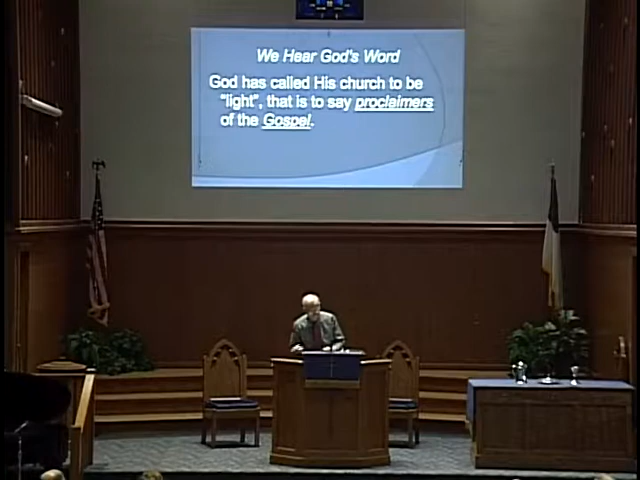 We Hear God's Word
God has called His church to be
"light", that is to say proclaimers
of the Gospel.